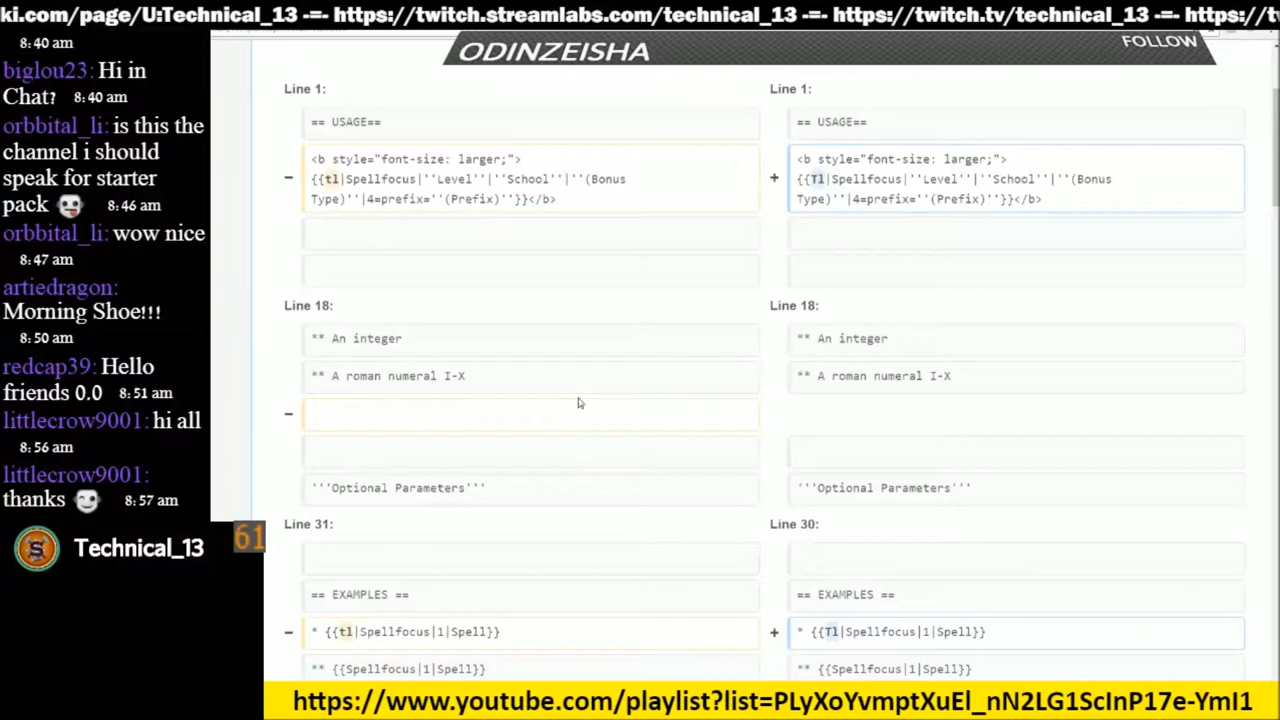 ki.com/page/U:Technical_13 -=- https://twitch.streamlabs.com/technical_13 -=- https://twitch.tv/technical_13 -=- https://t
8:40 am
biglou23: Hi in
Chat? 8:40 am
orbbital_li: is this the
channel i should
speak for starter
pack 8:46 am
orbbital_li: wow nice
8:47 am
artiedragon:
Morning Shoe!!!
8:50 am
redcap39: Hello
friends 0.0 8:51 am
littlecrow9001: hi all
8:56 am
littlecrow9001:
thanks 8:57 am
Technical_13
61
ODINZEISHA
FOLLOW
Line 1:
Line 1:
== USAGE==
== USAGE==
− <b style="font-size: larger;">
{{tl|Spellfocus|''Level''|''School''|''(Bonus
Type)''|4=prefix=''(Prefix)''}}</b>
+ <b style="font-size: larger;">
{{Tl|Spellfocus|''Level''|''School''|''(Bonus
Type)''|4=prefix=''(Prefix)''}}</b>
Line 18:
Line 18:
** An integer
** An integer
** A roman numeral I-X
** A roman numeral I-X
−
'''Optional Parameters'''
'''Optional Parameters'''
Line 31:
Line 30:
== EXAMPLES ==
== EXAMPLES ==
− * {{tl|Spellfocus|1|Spell}}
+ * {{Tl|Spellfocus|1|Spell}}
** {{Spellfocus|1|Spell}}
** {{Spellfocus|1|Spell}}
https://www.youtube.com/playlist?list=PLyXoYvmptXuEl_nN2LG1ScInP17e-YmI1